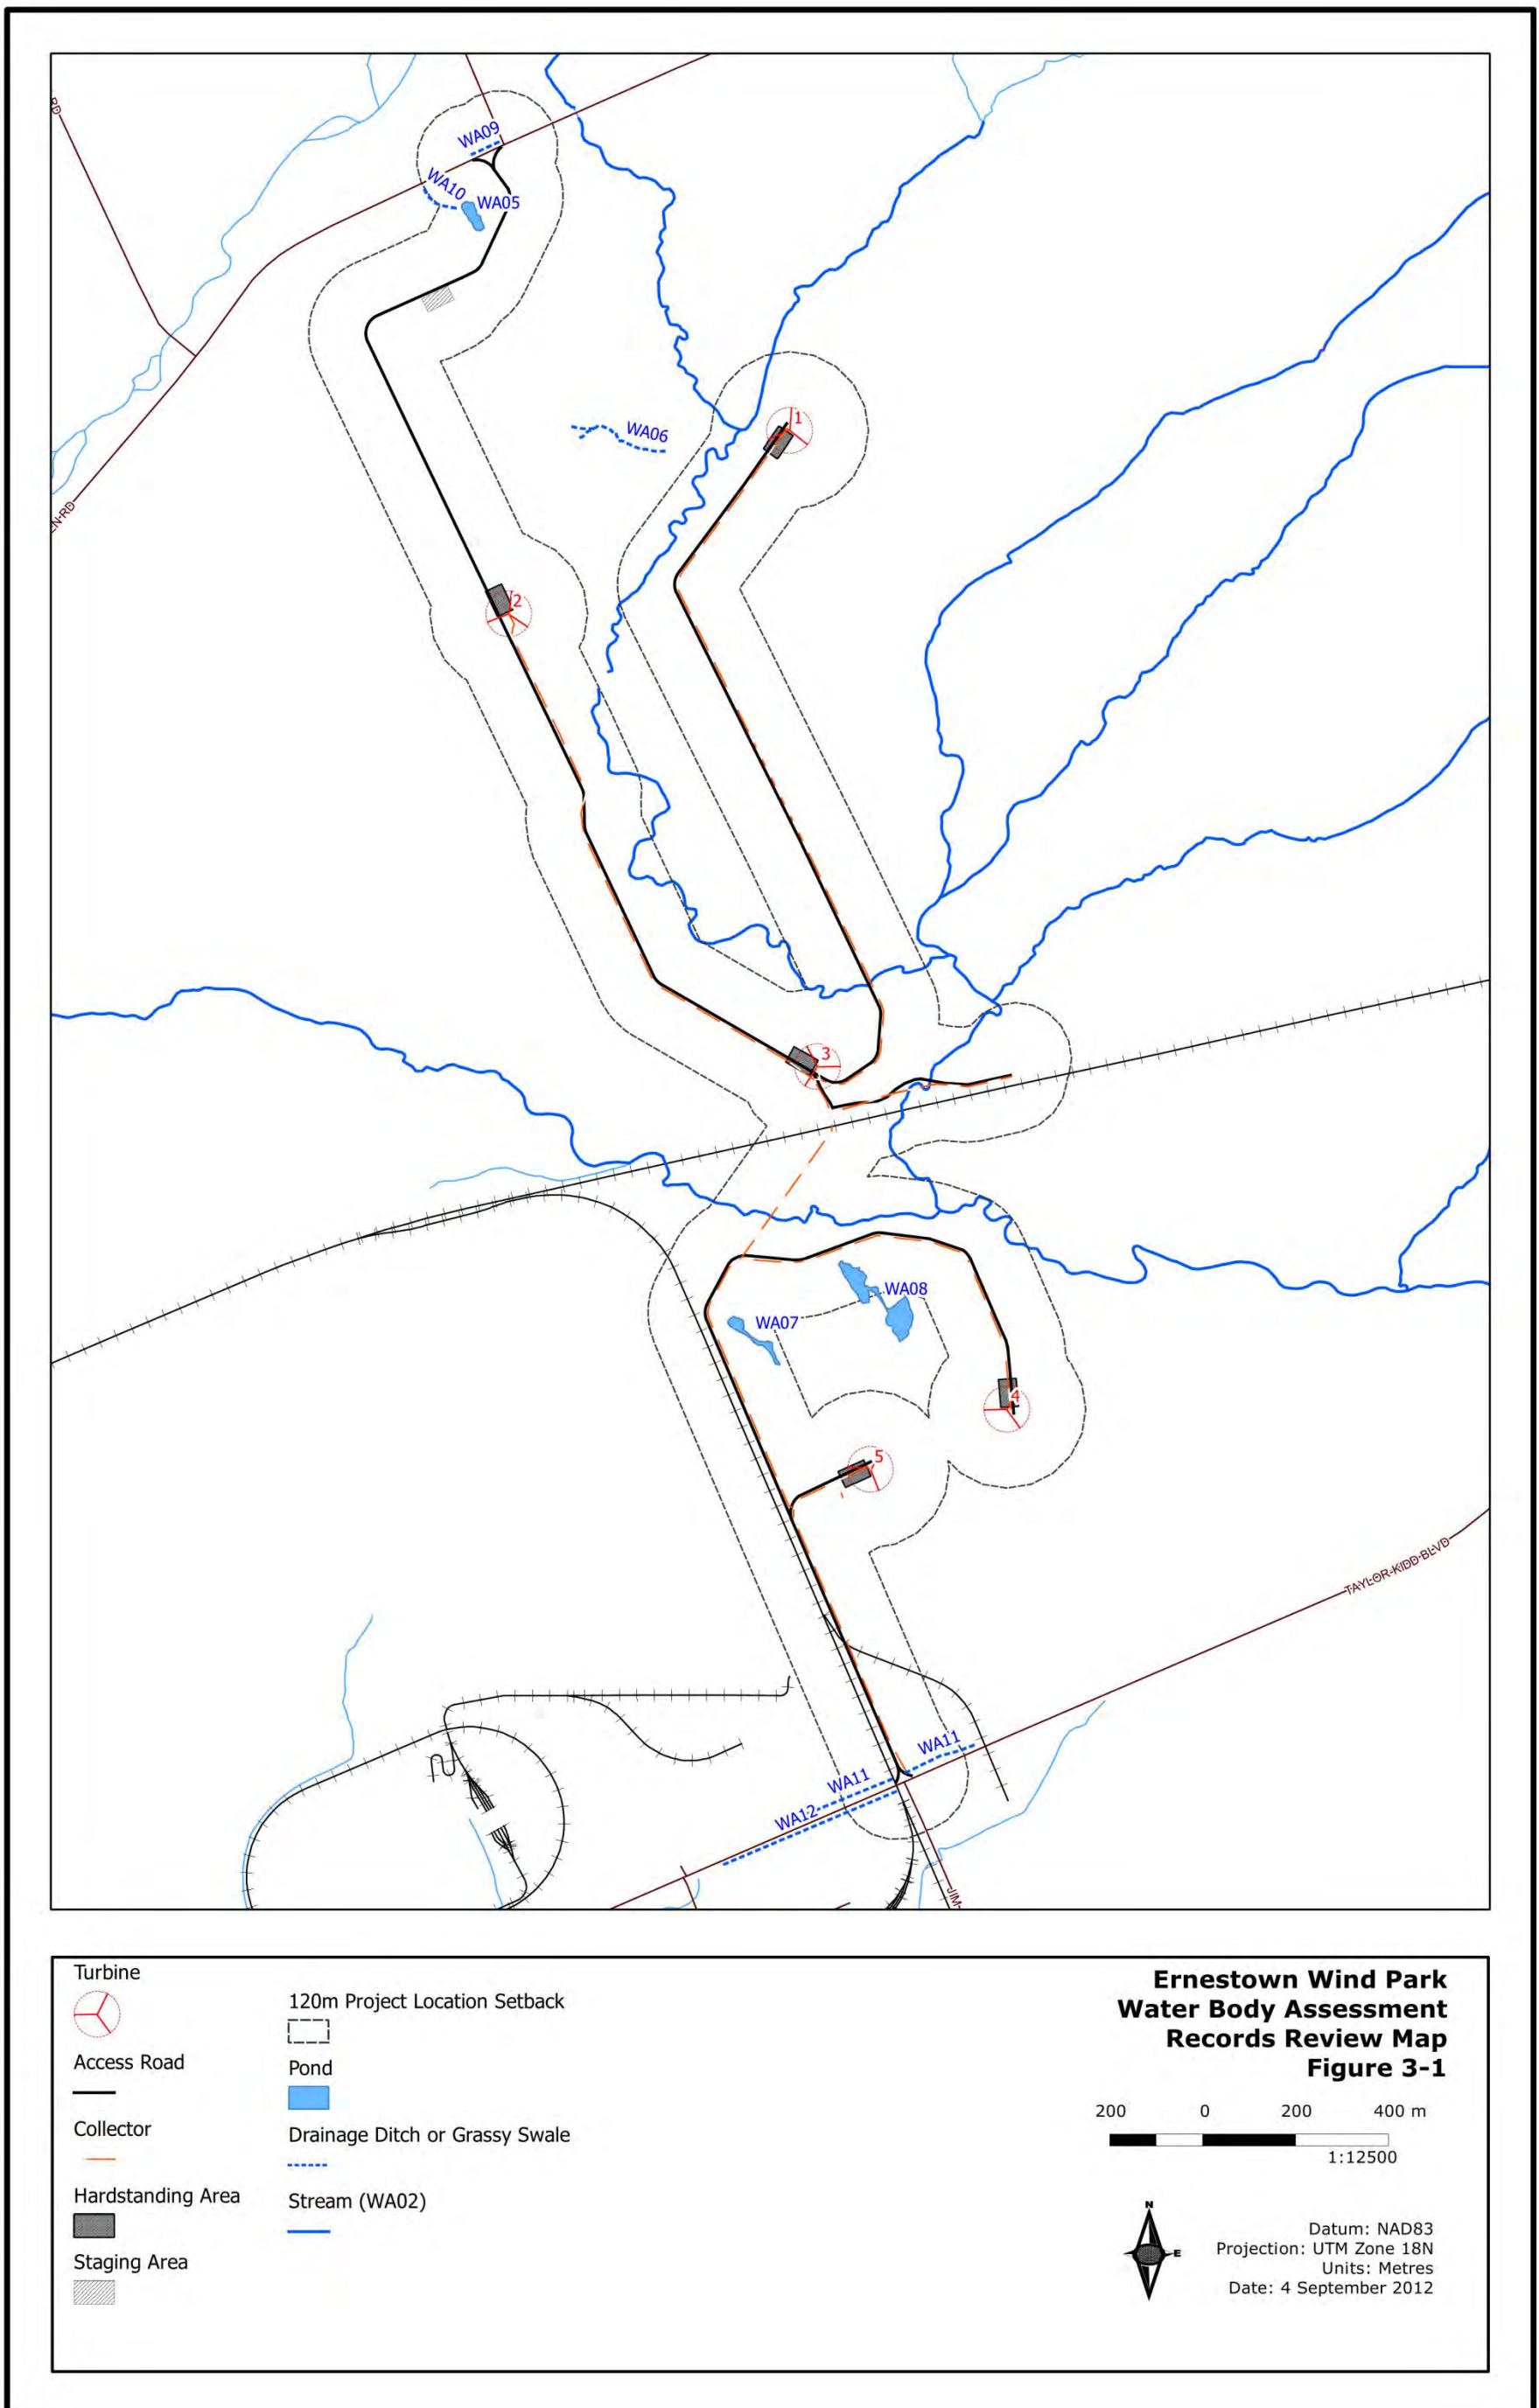 RD
WA09
WA10
WA05
1
WA06
LN-RD
2
3
WA08
WA07
4
5
TAYLOR-KIDD-BLVD
WA11
WA11
WA12
JIM-
Turbine
120m Project Location Setback
Access Road
Pond
Collector
Drainage Ditch or Grassy Swale
Hardstanding Area
Stream (WA02)
Staging Area
Ernestown Wind Park
Water Body Assessment
Records Review Map
Figure 3-1
200 0 200 400 m
1:12500
N
E
Datum: NAD83
Projection: UTM Zone 18N
Units: Metres
Date: 4 September 2012